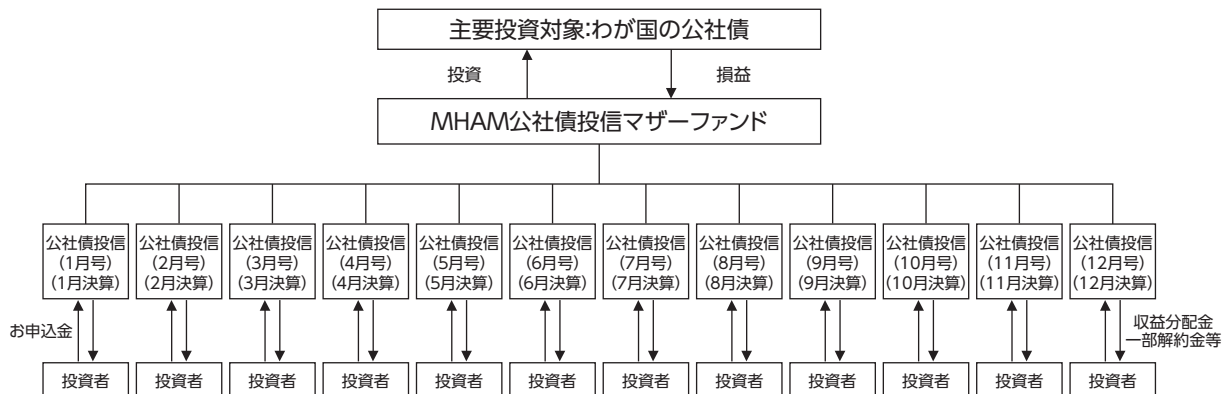 主要投資対象:わが国の公社債
投資
損益
MHAM公社債投信マザーファンド
公社債投信
(1月号)
(1月決算)
公社債投信
(2月号)
(2月決算)
公社債投信
(3月号)
(3月決算)
公社債投信
(4月号)
(4月決算)
公社債投信
(5月号)
(5月決算)
公社債投信
(6月号)
(6月決算)
公社債投信
(7月号)
(7月決算)
公社債投信
(8月号)
(8月決算)
公社債投信
(9月号)
(9月決算)
公社債投信
(10月号)
(10月決算)
公社債投信
(11月号)
(11月決算)
公社債投信
(12月号)
(12月決算)
お申込金
収益分配金
一部解約金等
投資者
投資者
投資者
投資者
投資者
投資者
投資者
投資者
投資者
投資者
投資者
投資者